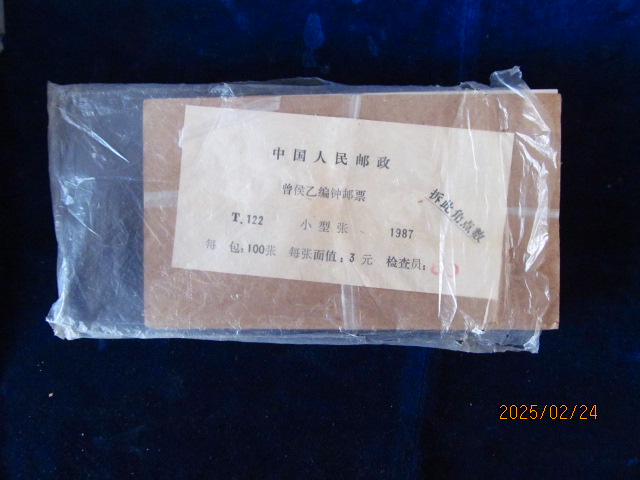 中国人民邮政
曾侯乙编钟邮票
T.122 小型张 1987
每 包:100张 每张面值:3 元 检查员:
拆此角点数
2025/02/24